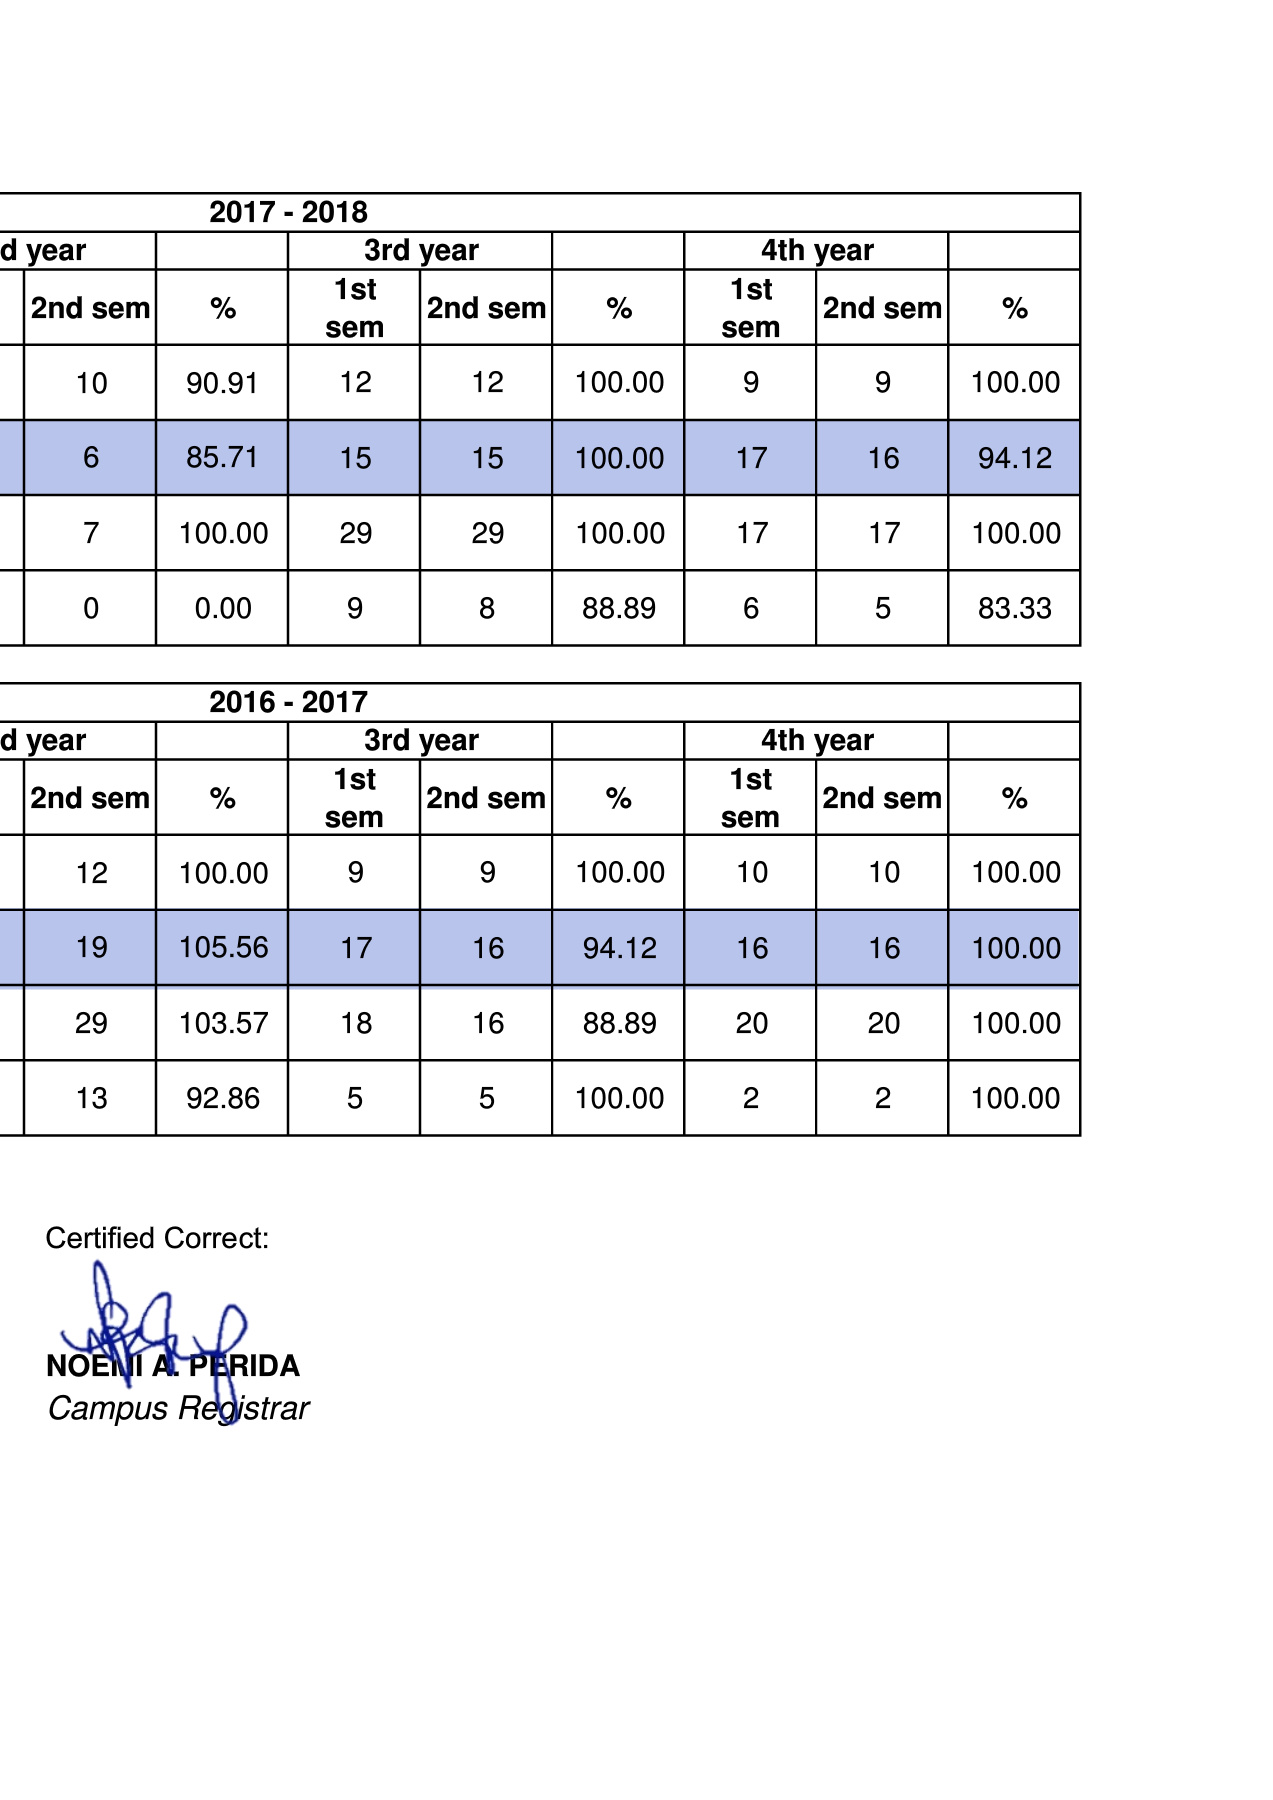 2017 - 2018
d year 3rd year 4th year
2nd sem % 1st sem 2nd sem % 1st sem 2nd sem %
10 90.91 12 12 100.00 9 9 100.00
6 85.71 15 15 100.00 17 16 94.12
7 100.00 29 29 100.00 17 17 100.00
0 0.00 9 8 88.89 6 5 83.33
2016 - 2017
d year 3rd year 4th year
2nd sem % 1st sem 2nd sem % 1st sem 2nd sem %
12 100.00 9 9 100.00 10 10 100.00
19 105.56 17 16 94.12 16 16 100.00
29 103.57 18 16 88.89 20 20 100.00
13 92.86 5 5 100.00 2 2 100.00
Certified Correct:
NOEMI A. PERIDA
Campus Registrar